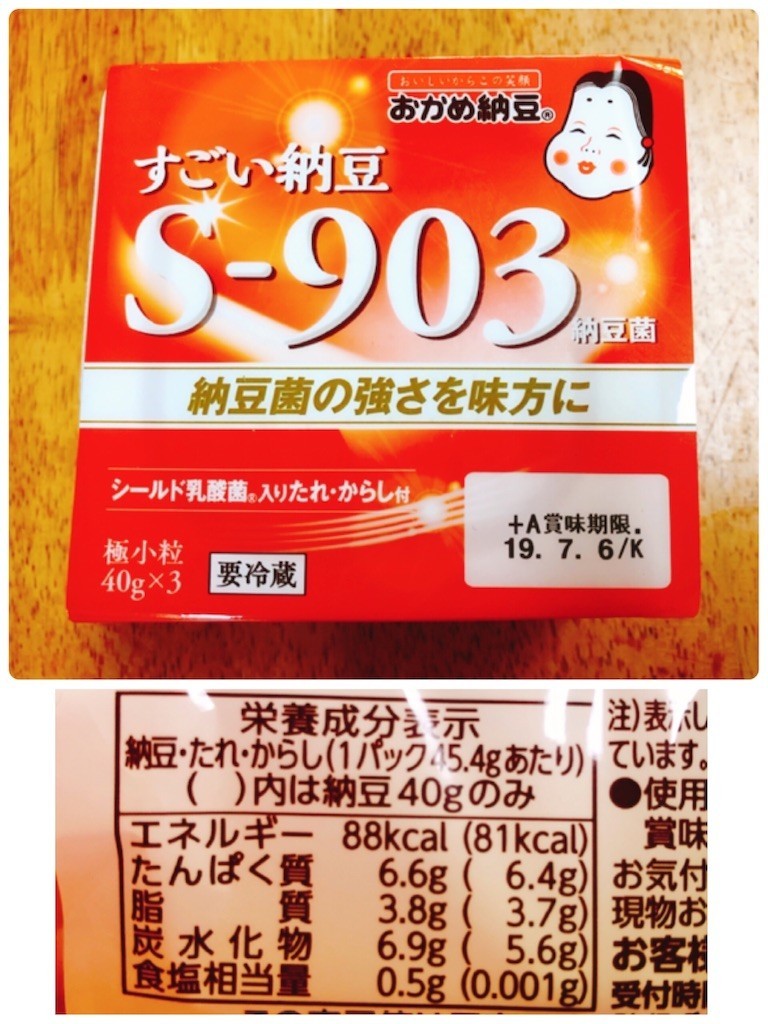 おいしいからこの笑顔
おかめ納豆®
すごい納豆
S-903
納豆菌
納豆菌の強さを味方に
シールド乳酸菌®入りたれ・からし付
+A賞味期限.
19. 7. 6/K
極小粒
40g×3
要冷蔵
栄養成分表示
納豆・たれ・からし(1パック45.4gあたり)
( )内は納豆40gのみ
エネルギー 88kcal (81kcal)
たんぱく質 6.6g ( 6.4g)
脂質 3.8g ( 3.7g)
炭水化物 6.9g ( 5.6g)
食塩相当量 0.5g (0.001g)
注)表示し
ています。
●使用
賞味
お気付
現物お
お客様
受付時